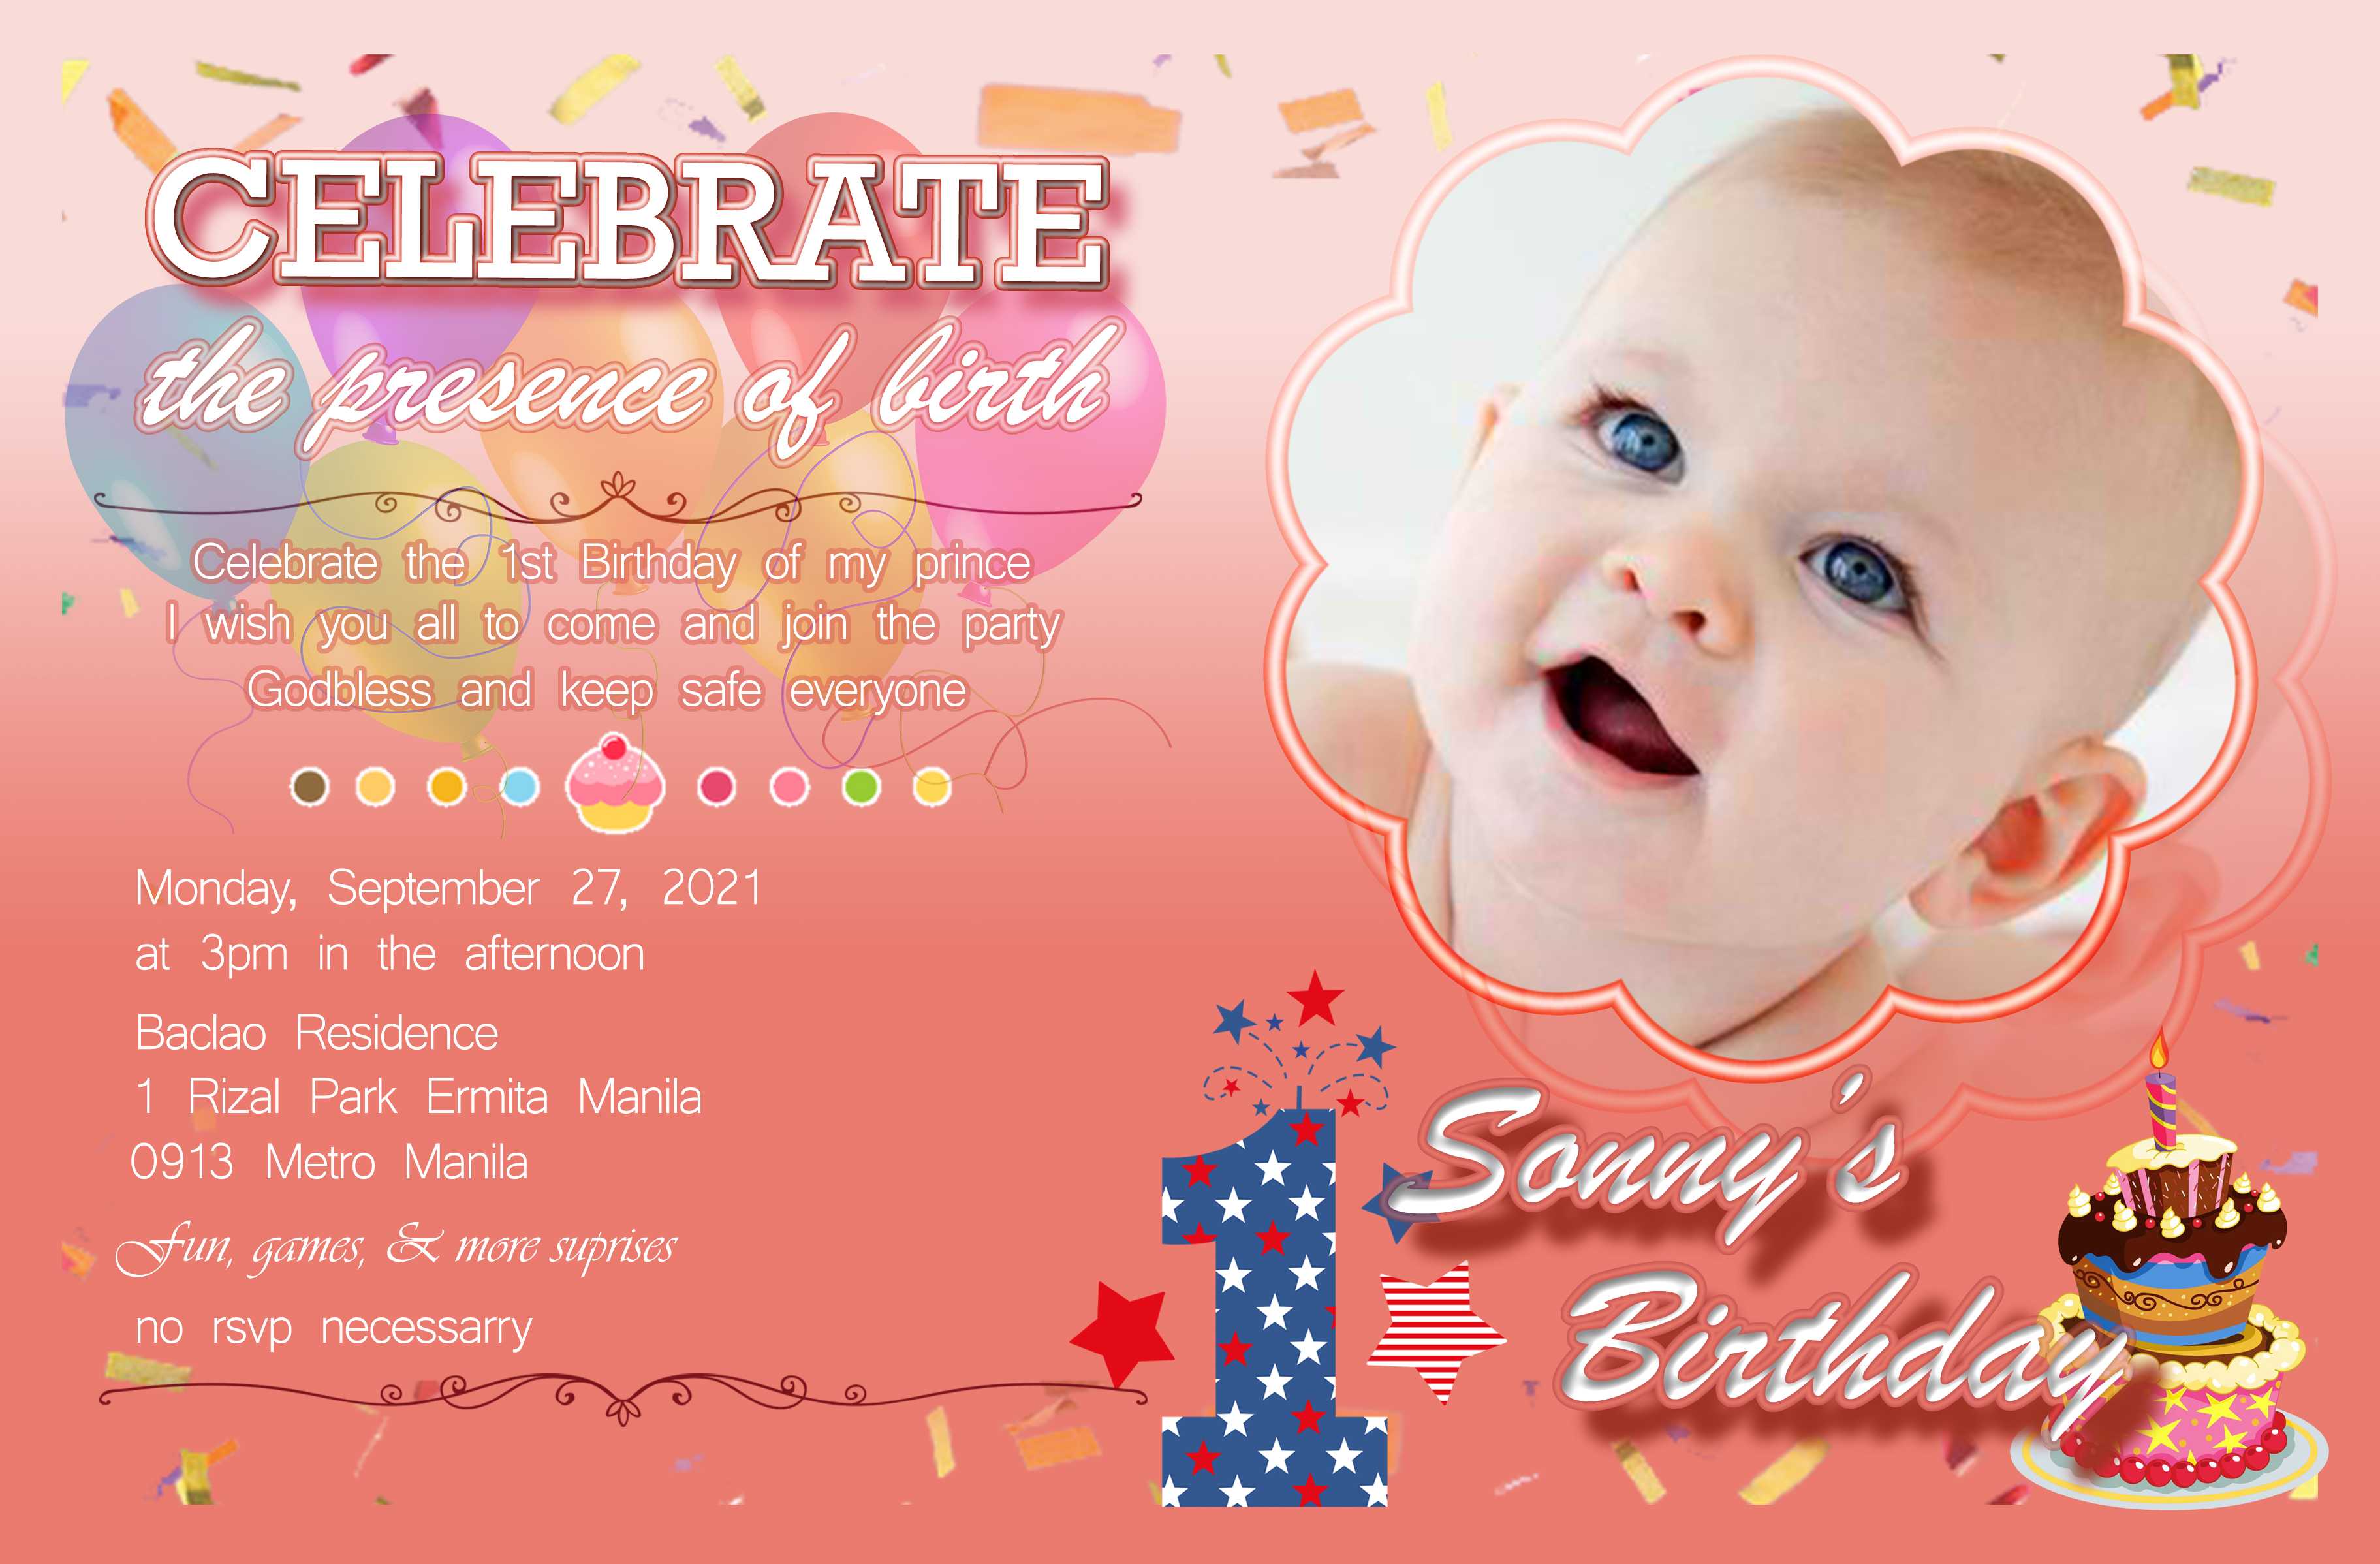 CELEBRATE
the presence of birth
Celebrate the 1st Birthday of my prince
I wish you all to come and join the party
Godbless and keep safe everyone
Monday, September 27, 2021
at 3pm in the afternoon
Baclao Residence
1 Rizal Park Ermita Manila
0913 Metro Manila
Fun, games, & more suprises
no rsvp necessarry
1
Sonny's
Birthday